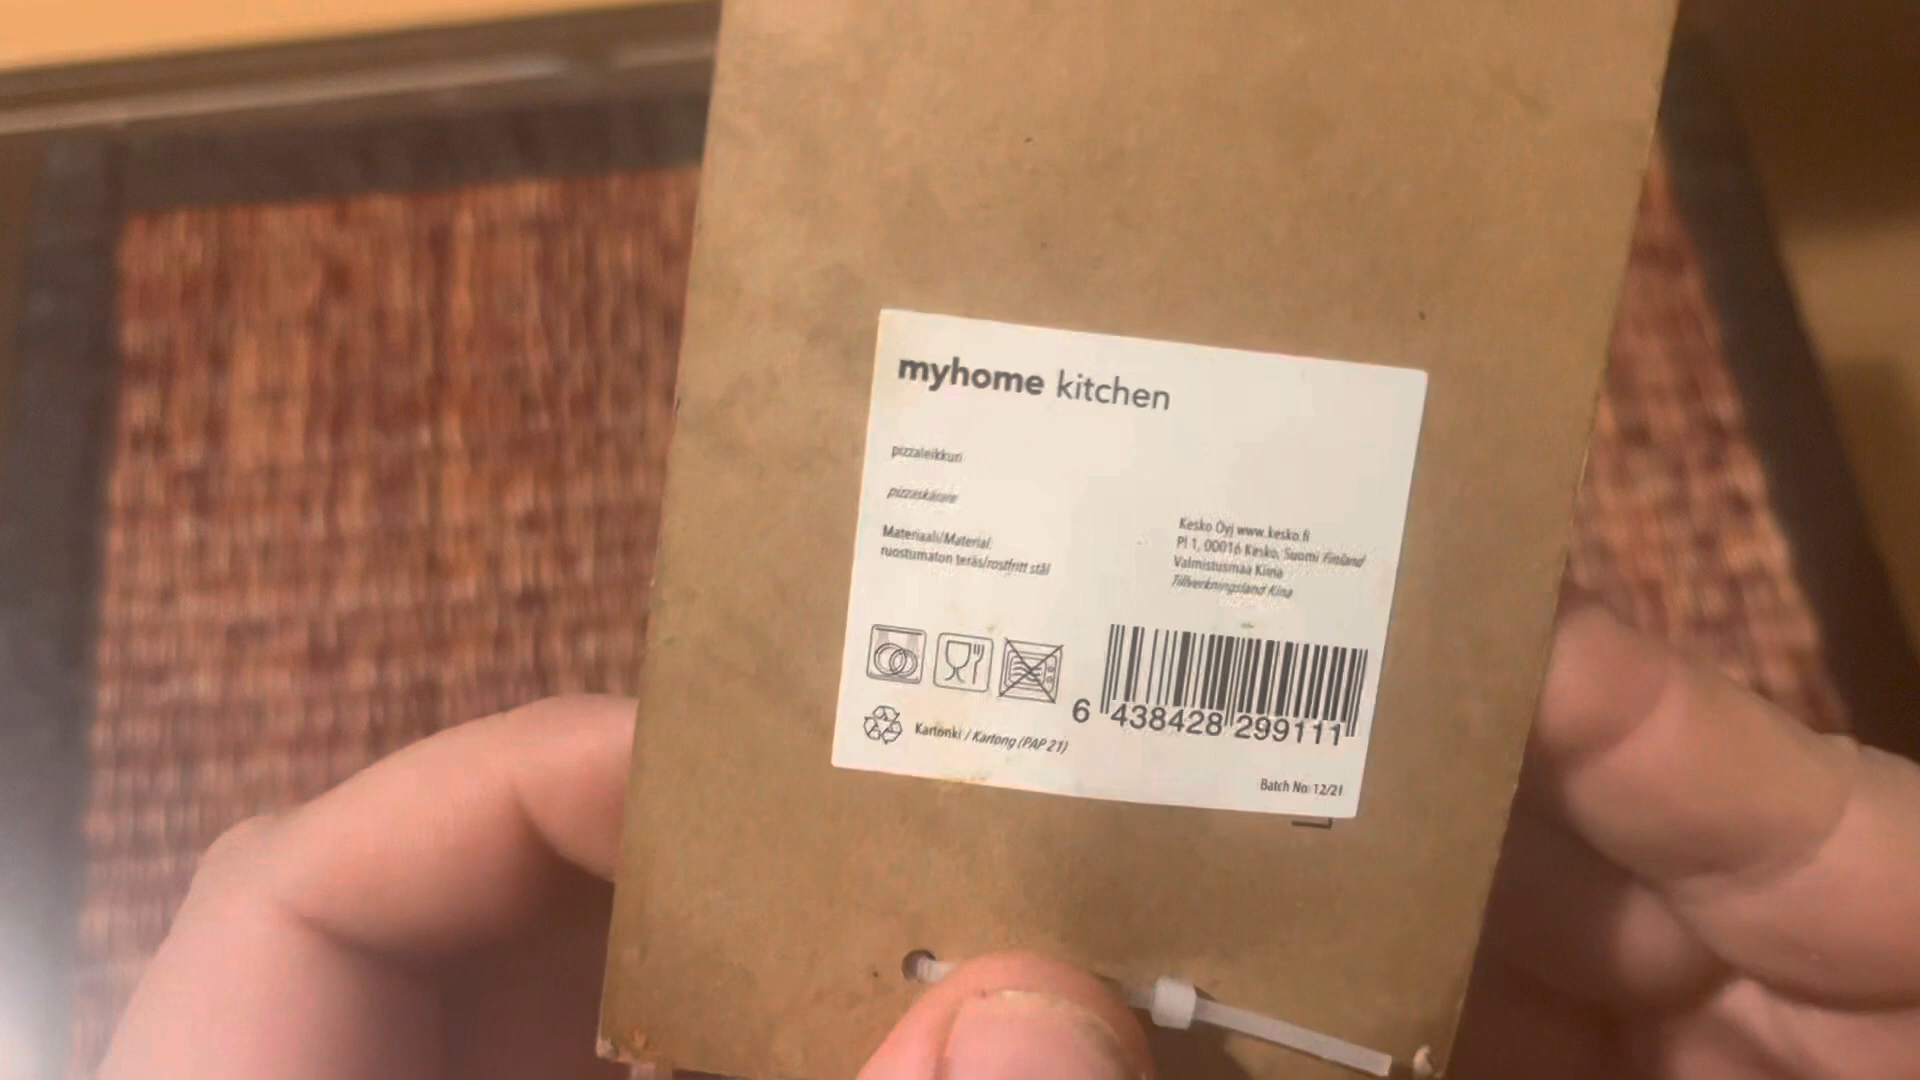 myhome kitchen
pizzaleikkuri
pizzaskärare
Materiaali/Material:
ruostumaton teräs/rostfritt stål
Kesko Oyj www.kesko.fi
PI 1, 00016 Kesko, Suomi Finland
Valmistusmaa Kiina
Tillverkningsland Kina
6 438428 299111
Kartonki / Kartong (PAP 21)
Batch No: 12/21